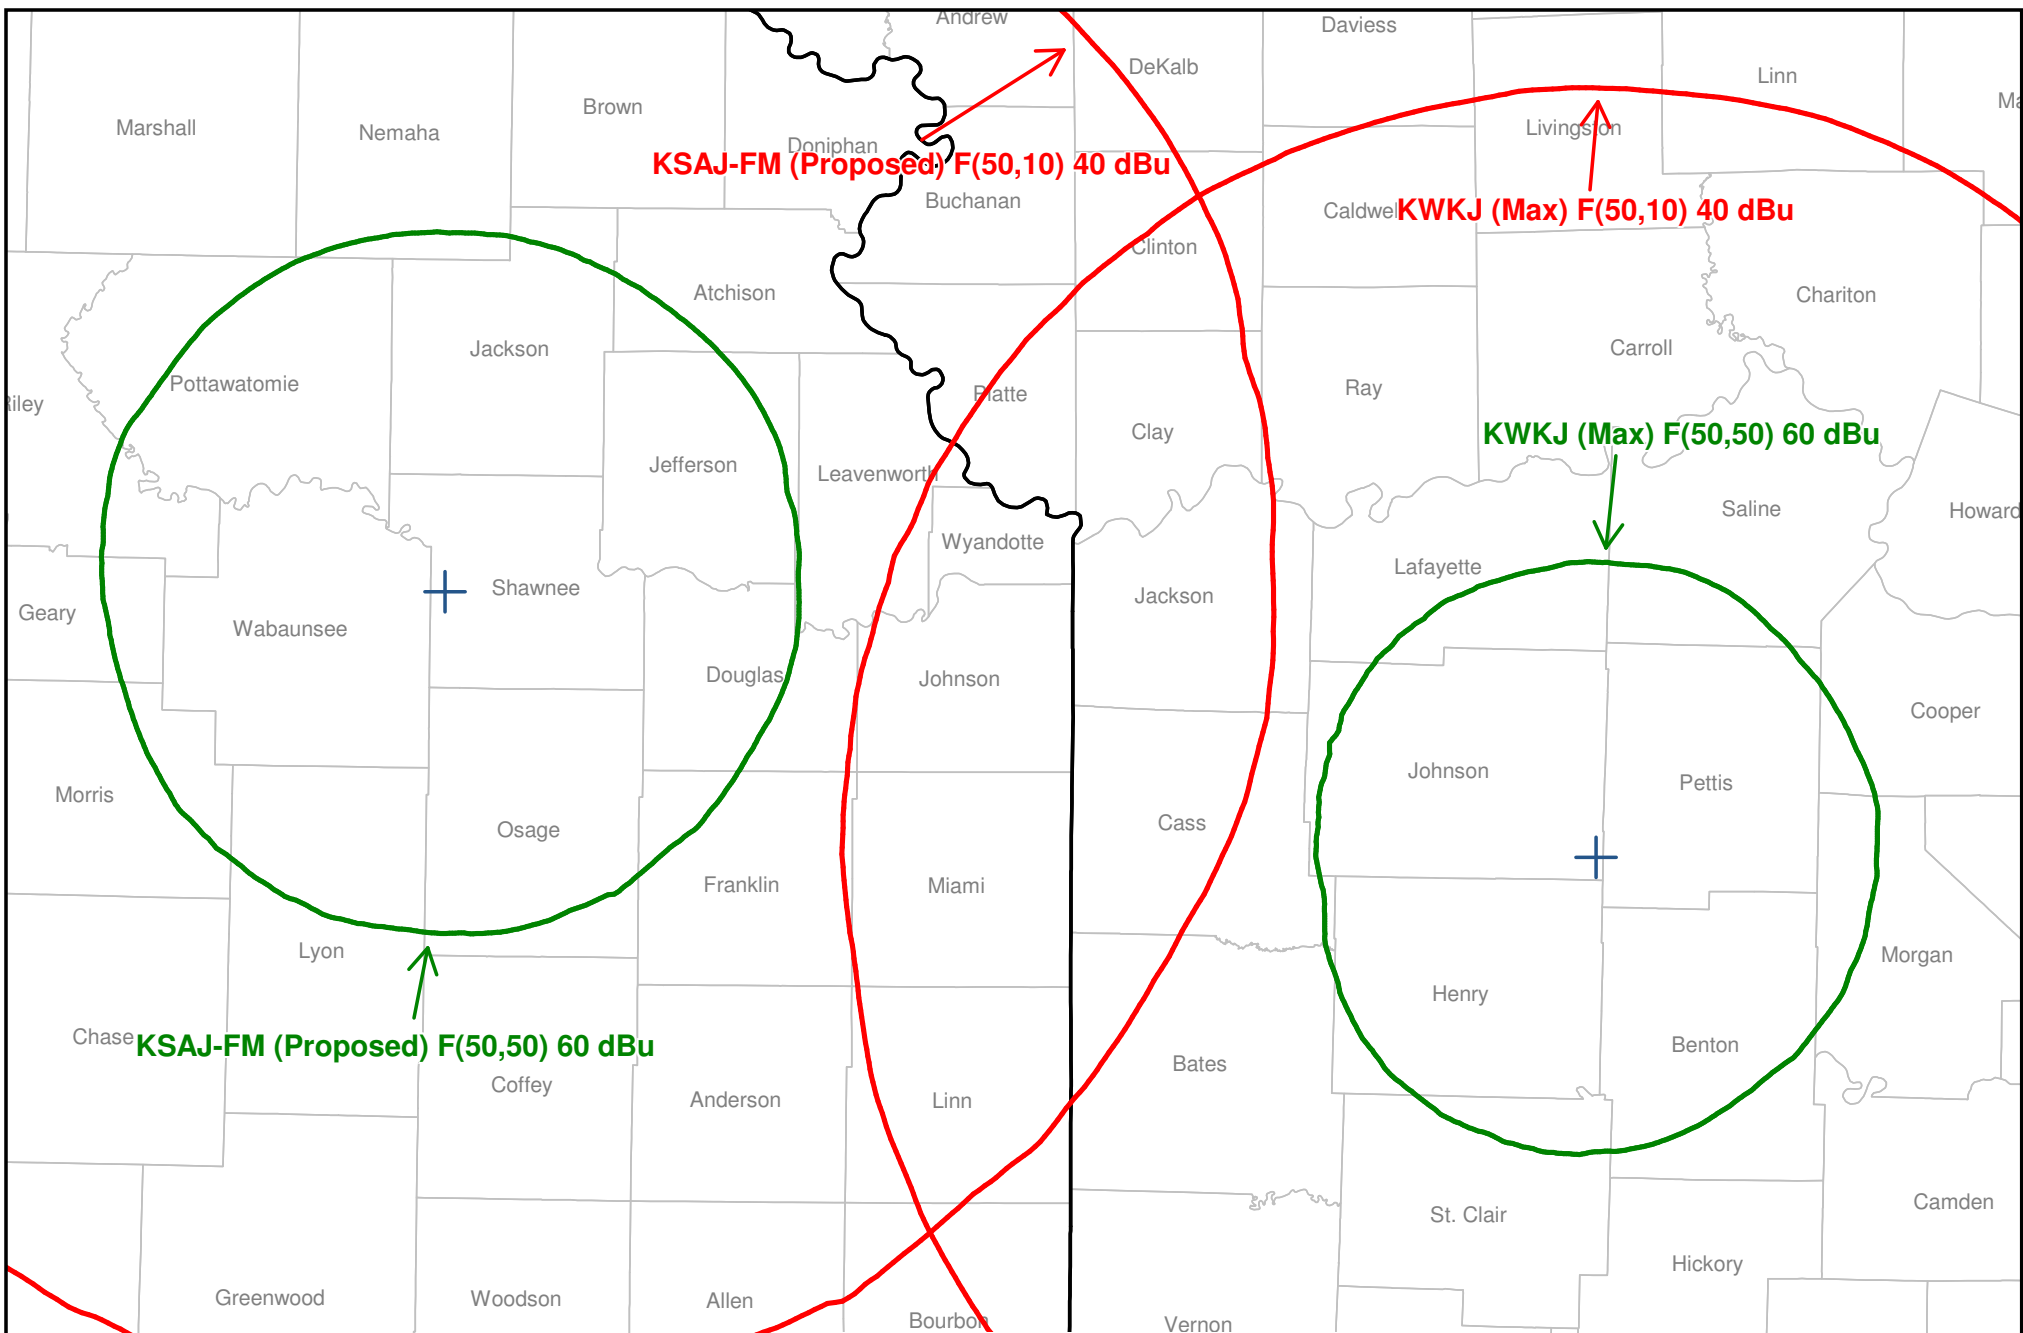 Andrew
Daviess
DeKalb
Linn
Brown
Marshall
Nemaha
Livingston
Doniphan
KSAJ-FM (Proposed) F(50,10) 40 dBu
Buchanan
Caldwel
KWKJ (Max) F(50,10) 40 dBu
Clinton
Atchison
Chariton
Jackson
Carroll
Pottawatomie
Platte
Ray
Clay
KWKJ (Max) F(50,50) 60 dBu
Jefferson
Leavenworth
Saline
Howard
Wyandotte
Lafayette
Shawnee
Jackson
Geary
Wabaunsee
Douglas
Johnson
Cooper
Johnson
Pettis
Morris
Cass
Osage
Franklin
Miami
Lyon
Morgan
Henry
Chase
KSAJ-FM (Proposed) F(50,50) 60 dBu
Benton
Bates
Coffey
Anderson
Linn
Camden
St. Clair
Hickory
Greenwood
Woodson
Allen
Bourbon
Vernon